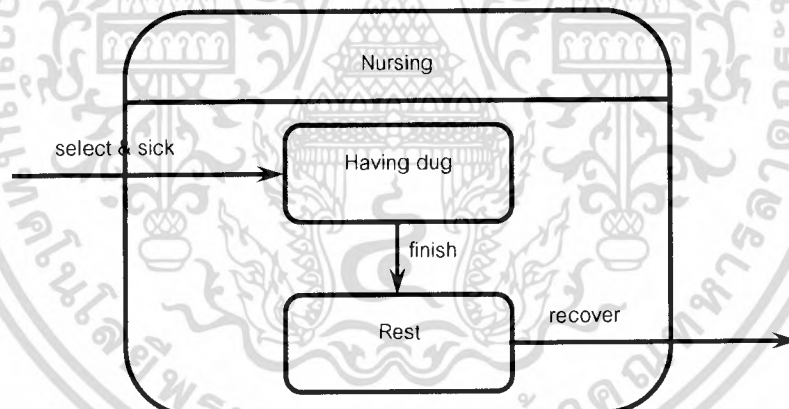 Nursing
select & sick
Having dug
finish
Rest
recover